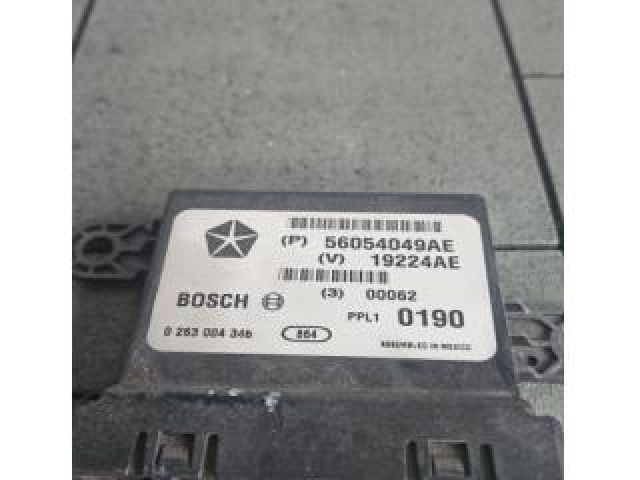 (P) 56054049AE
(V) 19224AE
(3) 00062
BOSCH
PPL1 0190
0 263 004 346
864
ASSEMBLED IN MEXICO